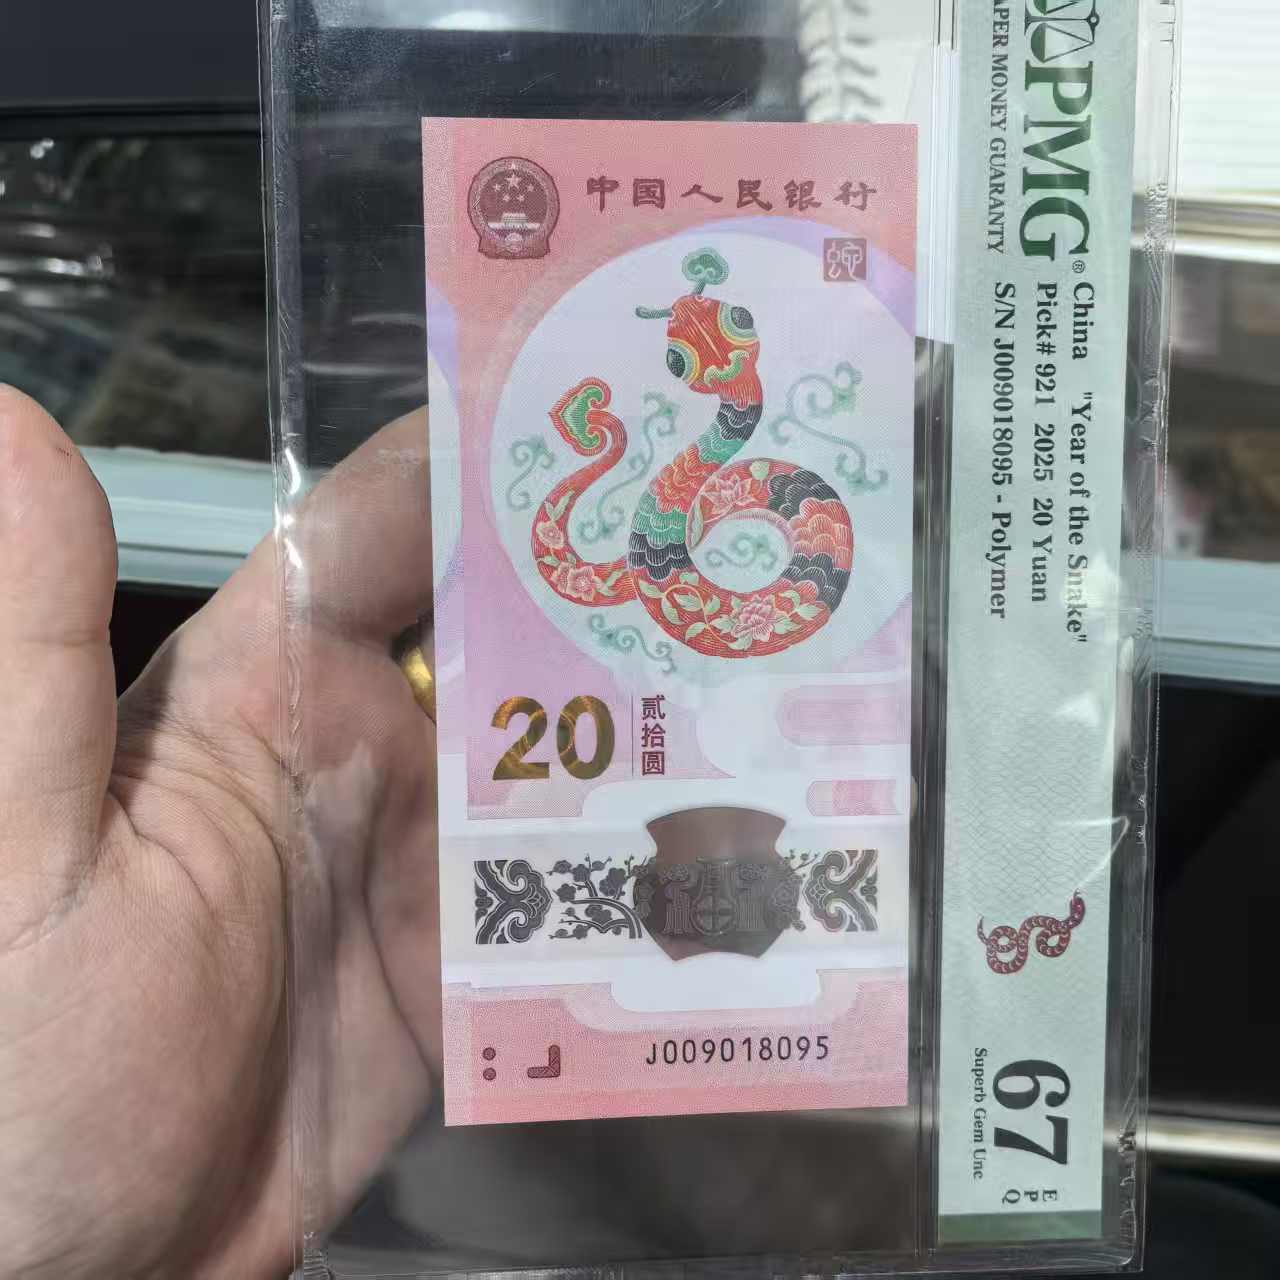 中国人民银行
蛇
20
贰拾圆
J009018095
PMG
PAPER MONEY GUARANTY
China "Year of the Snake"
Pick# 921 2025 20 Yuan
S/N J009018095 - Polymer
67
EPQ
Superb Gem Unc